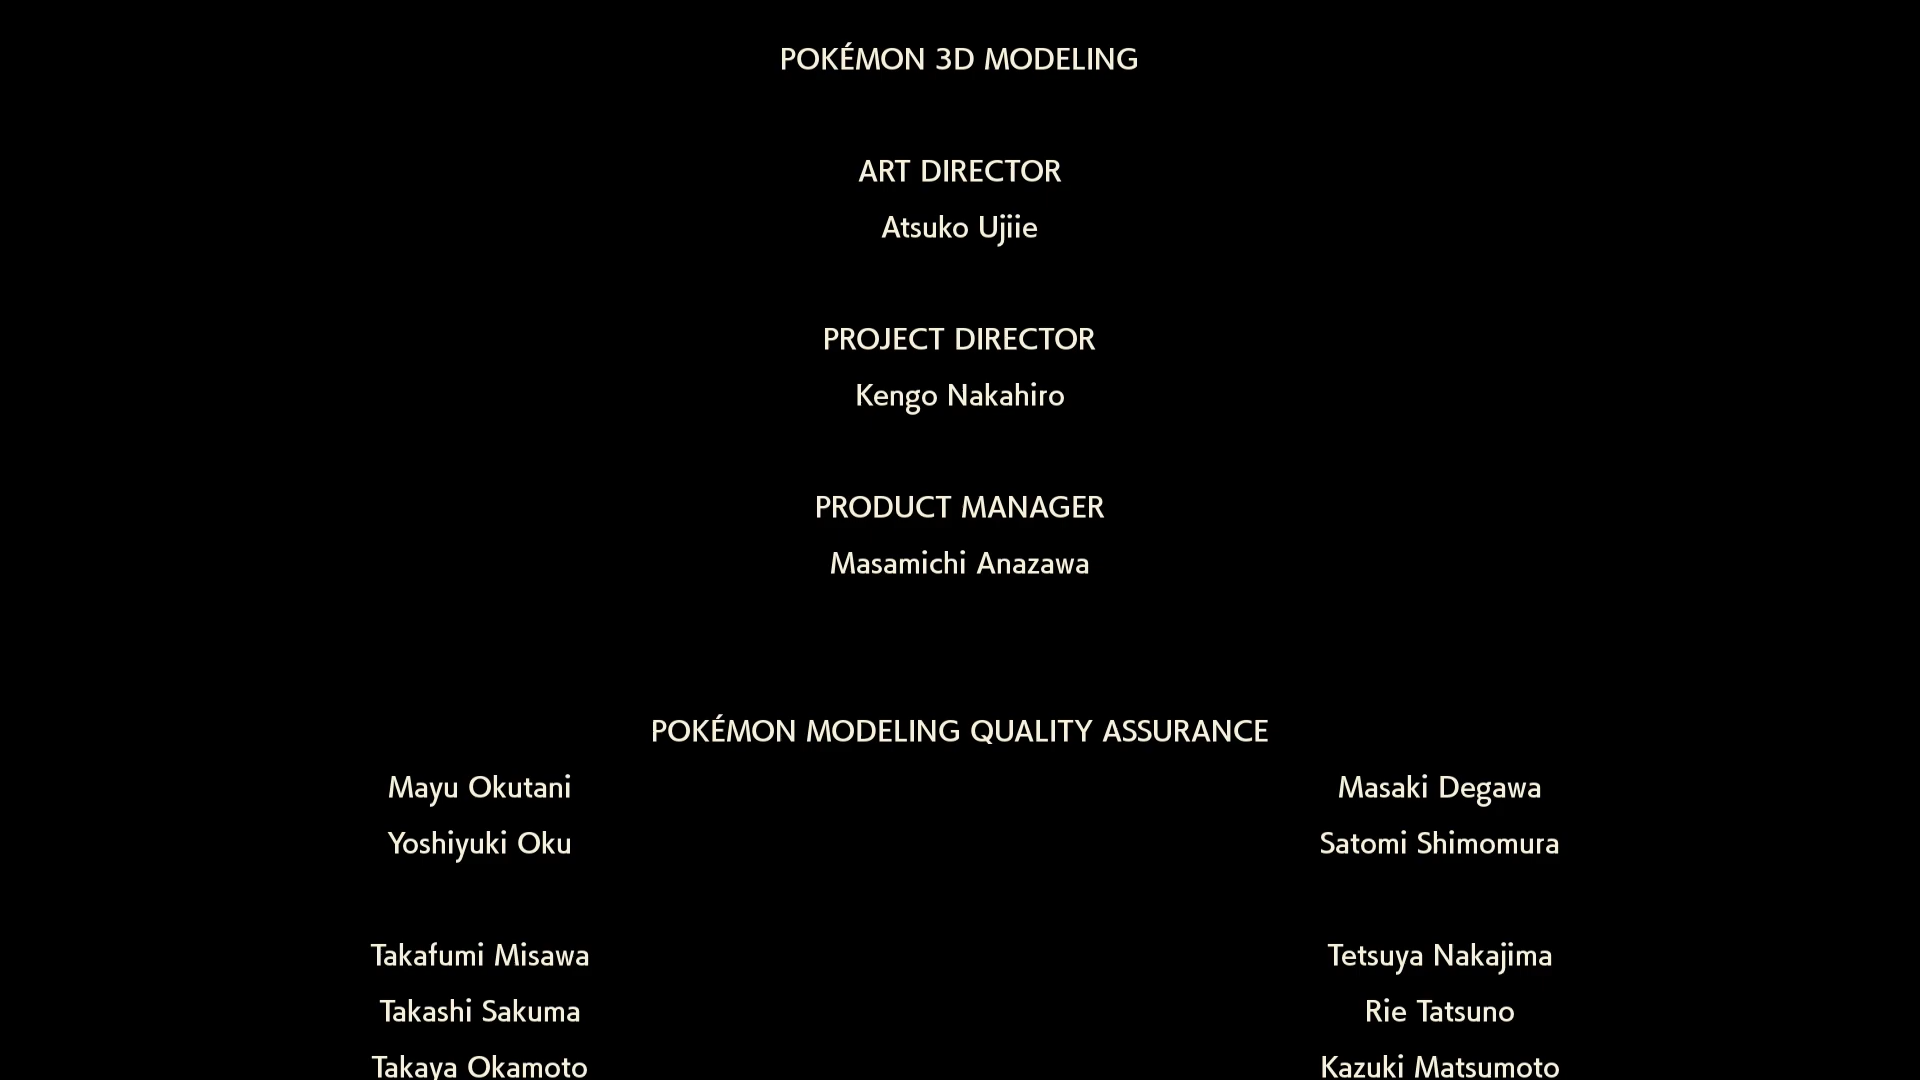 POKÉMON 3D MODELING
ART DIRECTOR
Atsuko Ujiie
PROJECT DIRECTOR
Kengo Nakahiro
PRODUCT MANAGER
Masamichi Anazawa
POKÉMON MODELING QUALITY ASSURANCE
Mayu Okutani Masaki Degawa
Yoshiyuki Oku Satomi Shimomura
Takafumi Misawa Tetsuya Nakajima
Takashi Sakuma Rie Tatsuno
Takaya Okamoto Kazuki Matsumoto